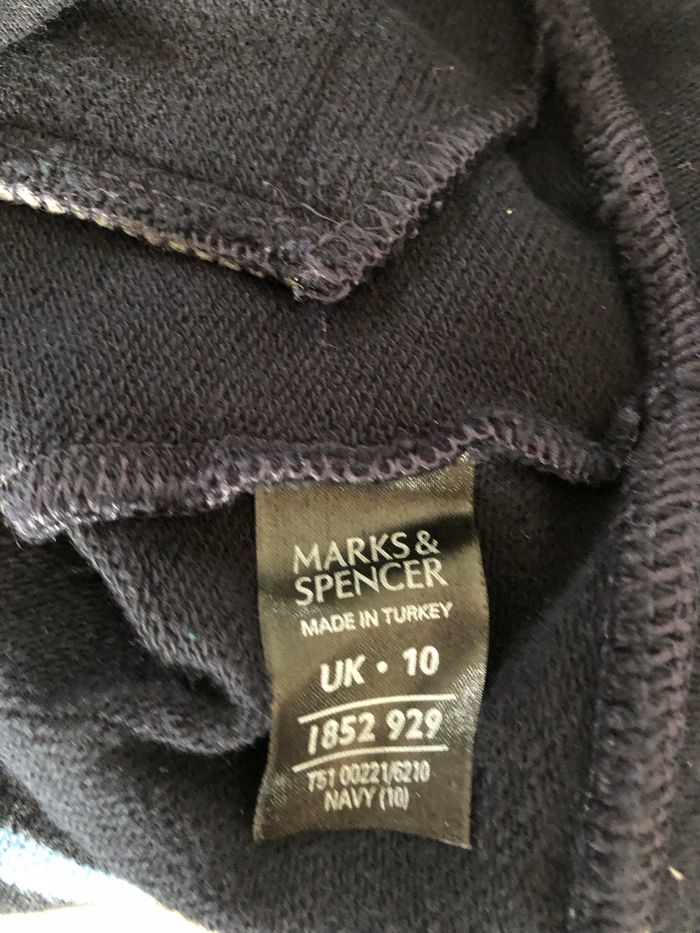 MARKS &
SPENCER
MADE IN TURKEY
UK • 10
1852 929
T51 00221/6210
NAVY (10)